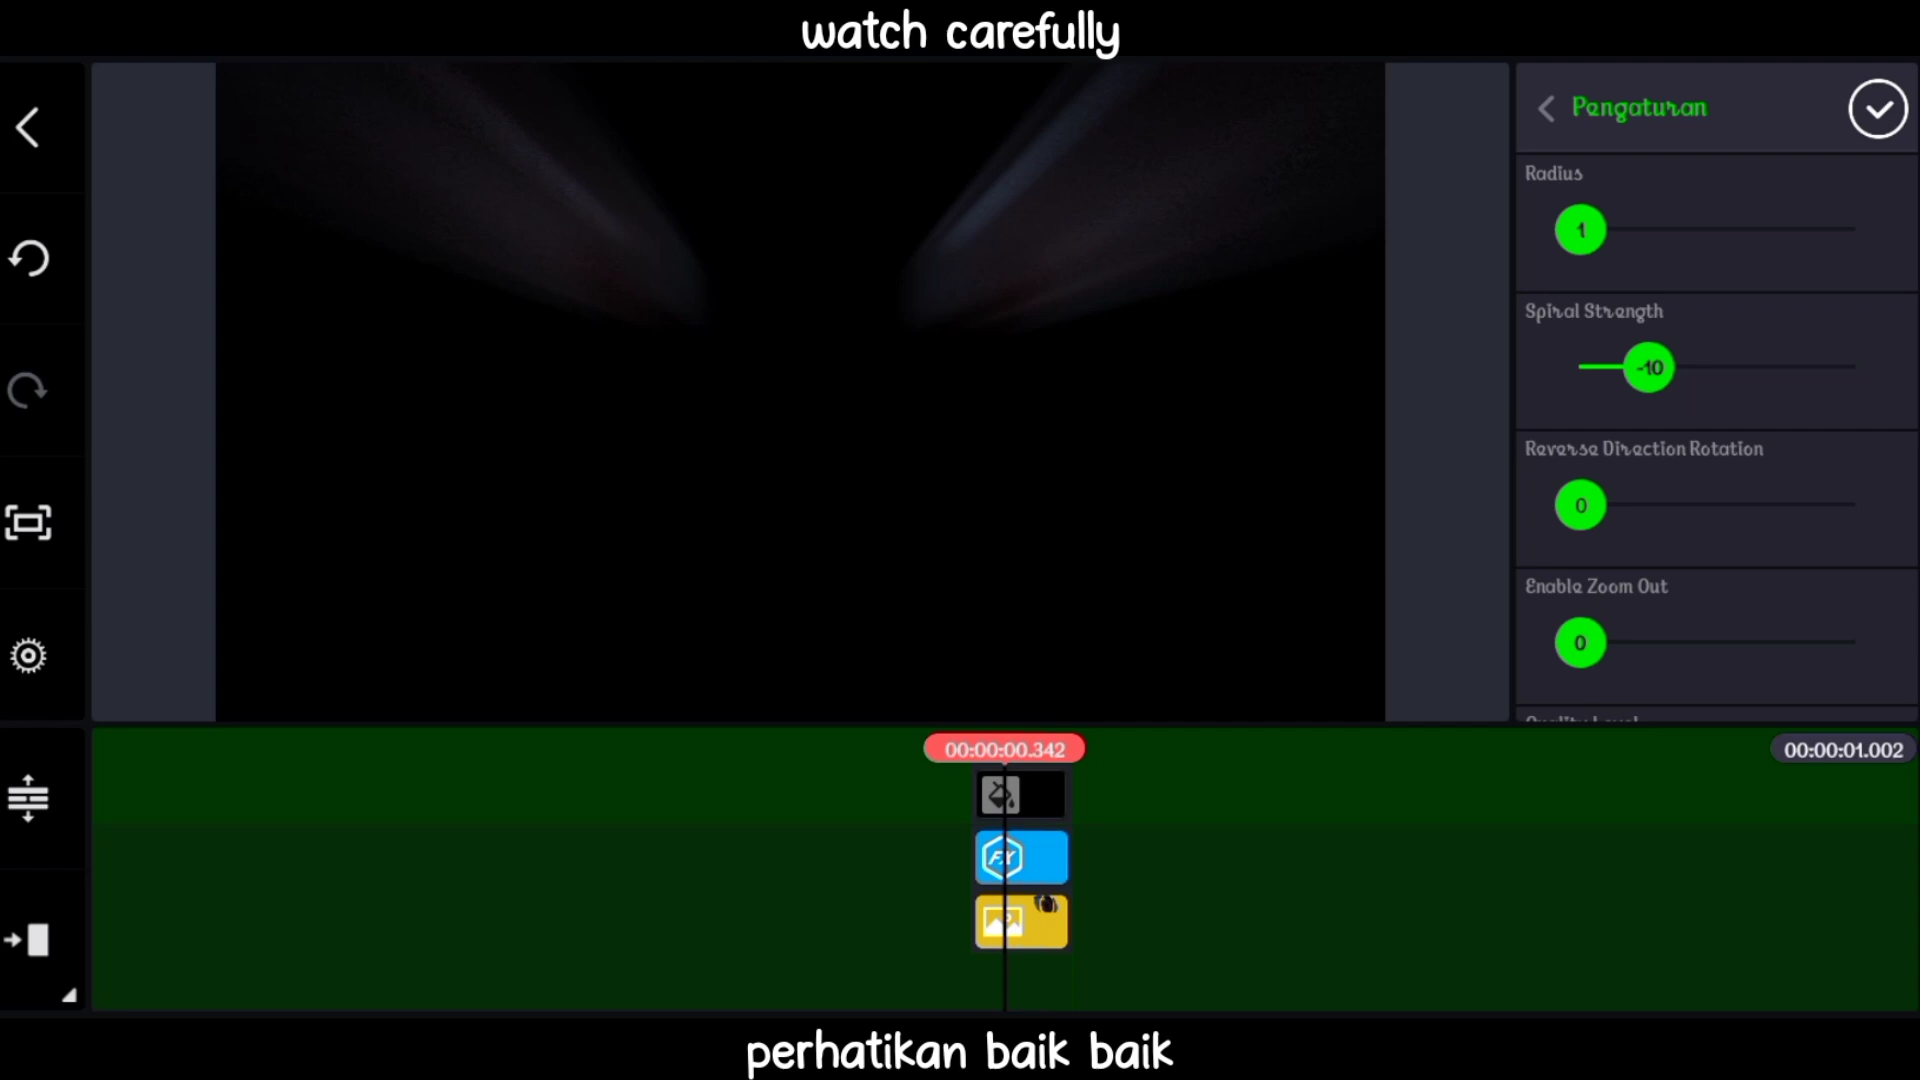 watch carefully
Pengaturan
Radius
1
Spiral Strength
-10
Reverse Direction Rotation
0
Enable Zoom Out
0
00:00:00.342
00:00:01.002
FX
perhatikan baik baik